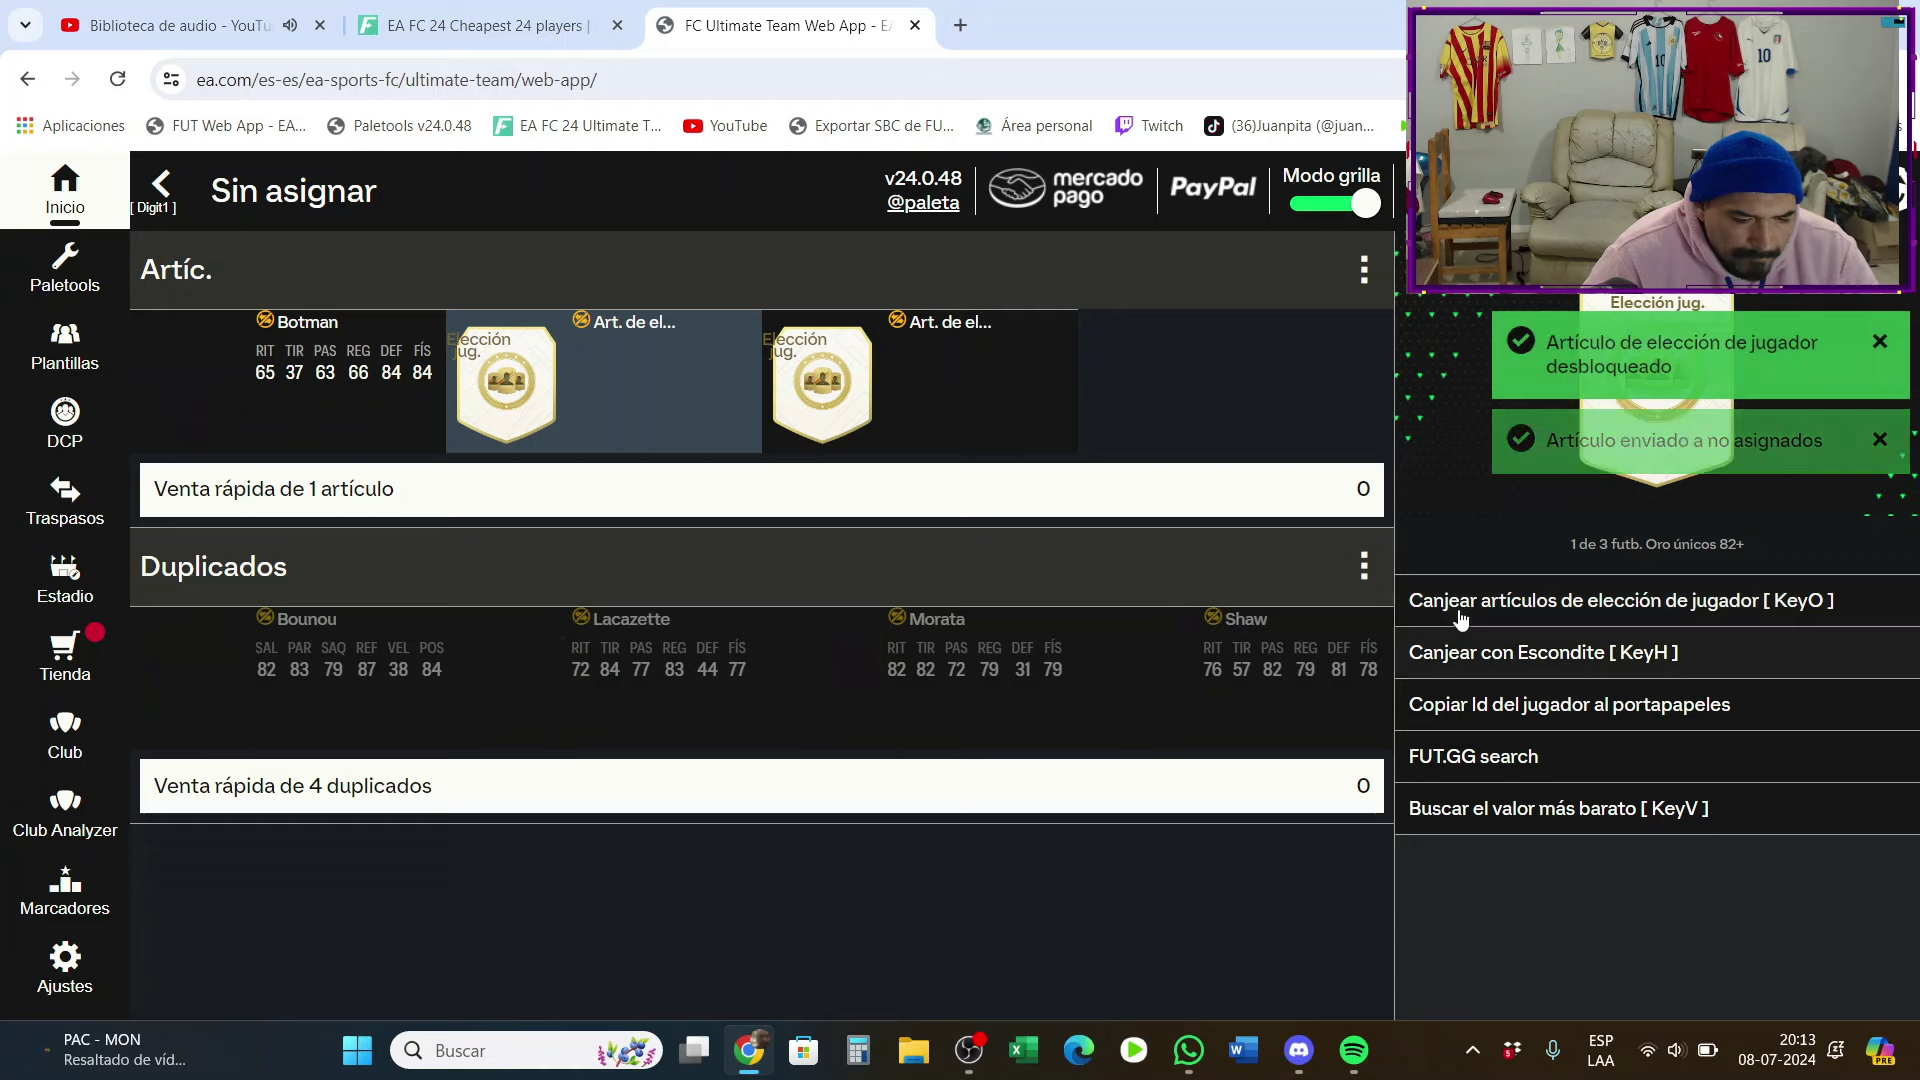 Biblioteca de audio - YouTu
EA FC 24 Cheapest 24 players |
FC Ultimate Team Web App - EA
ea.com/es-es/ea-sports-fc/ultimate-team/web-app/
Aplicaciones
FUT Web App - EA...
Paletools v24.0.48
EA FC 24 Ultimate T...
YouTube
Exportar SBC de FU...
Área personal
Twitch
(36)Juanpita (@juan...
Inicio
Paletools
Plantillas
DCP
Traspasos
Estadio
Tienda
Club
Club Analyzer
Marcadores
Ajustes
[ Digit1 ]
Sin asignar
v24.0.48
@paleta
mercado
pago
PayPal
Modo grilla
Artíc.
Botman
RIT TIR PAS REG DEF FÍS
65 37 63 66 84 84
Elección
jug.
Art. de el...
Elección
jug.
Art. de el...
Venta rápida de 1 artículo 0
Duplicados
Bounou
SAL PAR SAQ REF VEL POS
82 83 79 87 38 84
Lacazette
RIT TIR PAS REG DEF FÍS
72 84 77 83 44 77
Morata
RIT TIR PAS REG DEF FÍS
82 82 72 79 31 79
Shaw
RIT TIR PAS REG DEF FÍS
76 57 82 79 81 78
Venta rápida de 4 duplicados 0
10
10
Elección jug.
Artículo de elección de jugador
desbloqueado
Artículo enviado a no asignados
1 de 3 futb. Oro únicos 82+
Canjear artículos de elección de jugador [ KeyO ]
Canjear con Escondite [ KeyH ]
Copiar Id del jugador al portapapeles
FUT.GG search
Buscar el valor más barato [ KeyV ]
PAC - MON
Resaltado de víd...
Buscar
ESP
LAA
20:13
08-07-2024
PRE